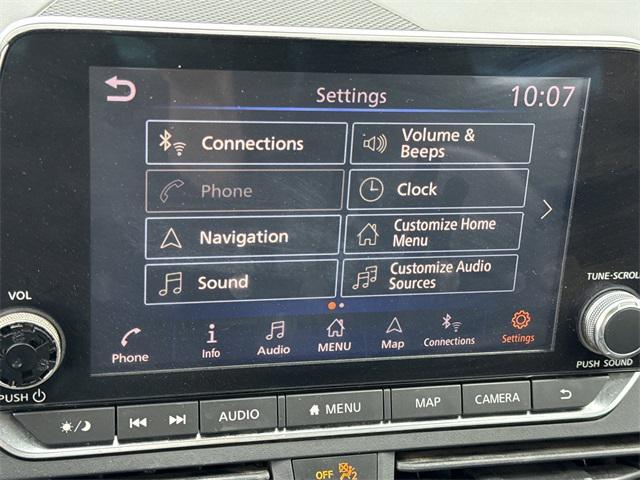 Settings
10:07
Connections
Volume &
Beeps
Phone
Clock
Navigation
Customize Home
Menu
Sound
Customize Audio
Sources
Phone
Info
Audio
MENU
Map
Connections
Settings
VOL
PUSH
TUNE·SCROLL
PUSH SOUND
AUDIO
MENU
MAP
CAMERA
OFF
2